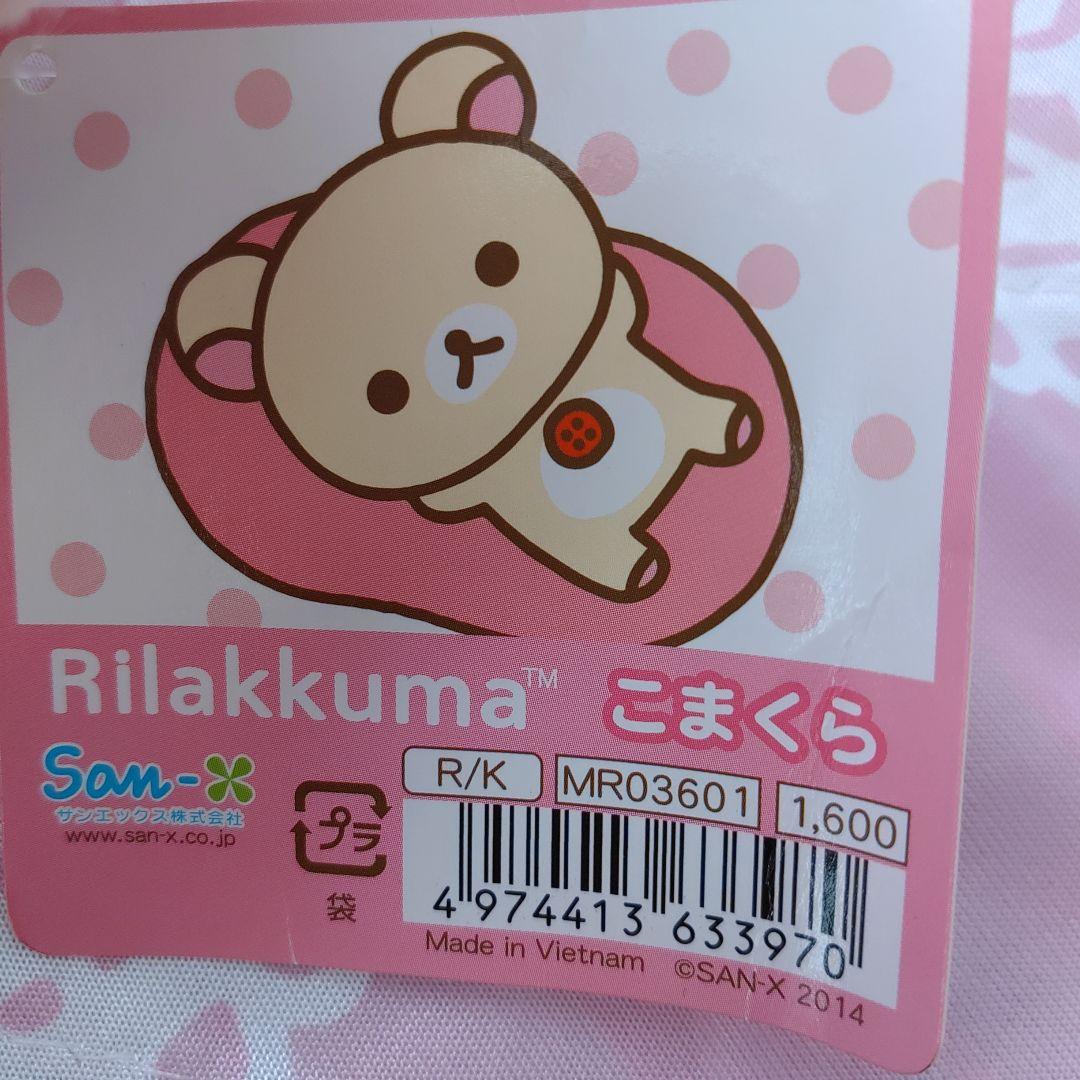 Rilakkuma™ こまくら
San-X
サンエックス株式会社
www.san-x.co.jp
プラ
袋
R/K MR03601 1,600
4 974413 633970
Made in Vietnam ©SAN-X 2014